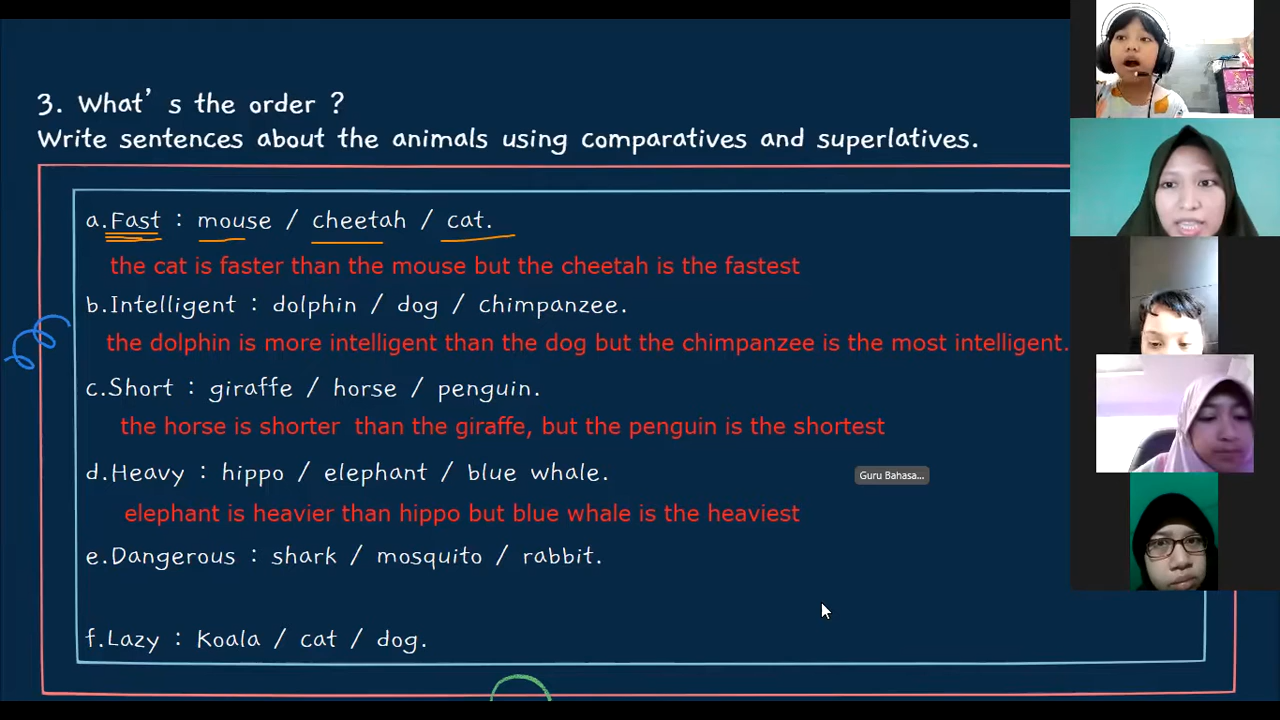 3. What's the order ?
Write sentences about the animals using comparatives and superlatives.
a.Fast : mouse / cheetah / cat.
the cat is faster than the mouse but the cheetah is the fastest
b.Intelligent : dolphin / dog / chimpanzee.
the dolphin is more intelligent than the dog but the chimpanzee is the most intelligent.
c.Short : giraffe / horse / penguin.
the horse is shorter than the giraffe, but the penguin is the shortest
d.Heavy : hippo / elephant / blue whale.
Guru Bahasa...
elephant is heavier than hippo but blue whale is the heaviest
e.Dangerous : shark / mosquito / rabbit.
f.Lazy : Koala / cat / dog.